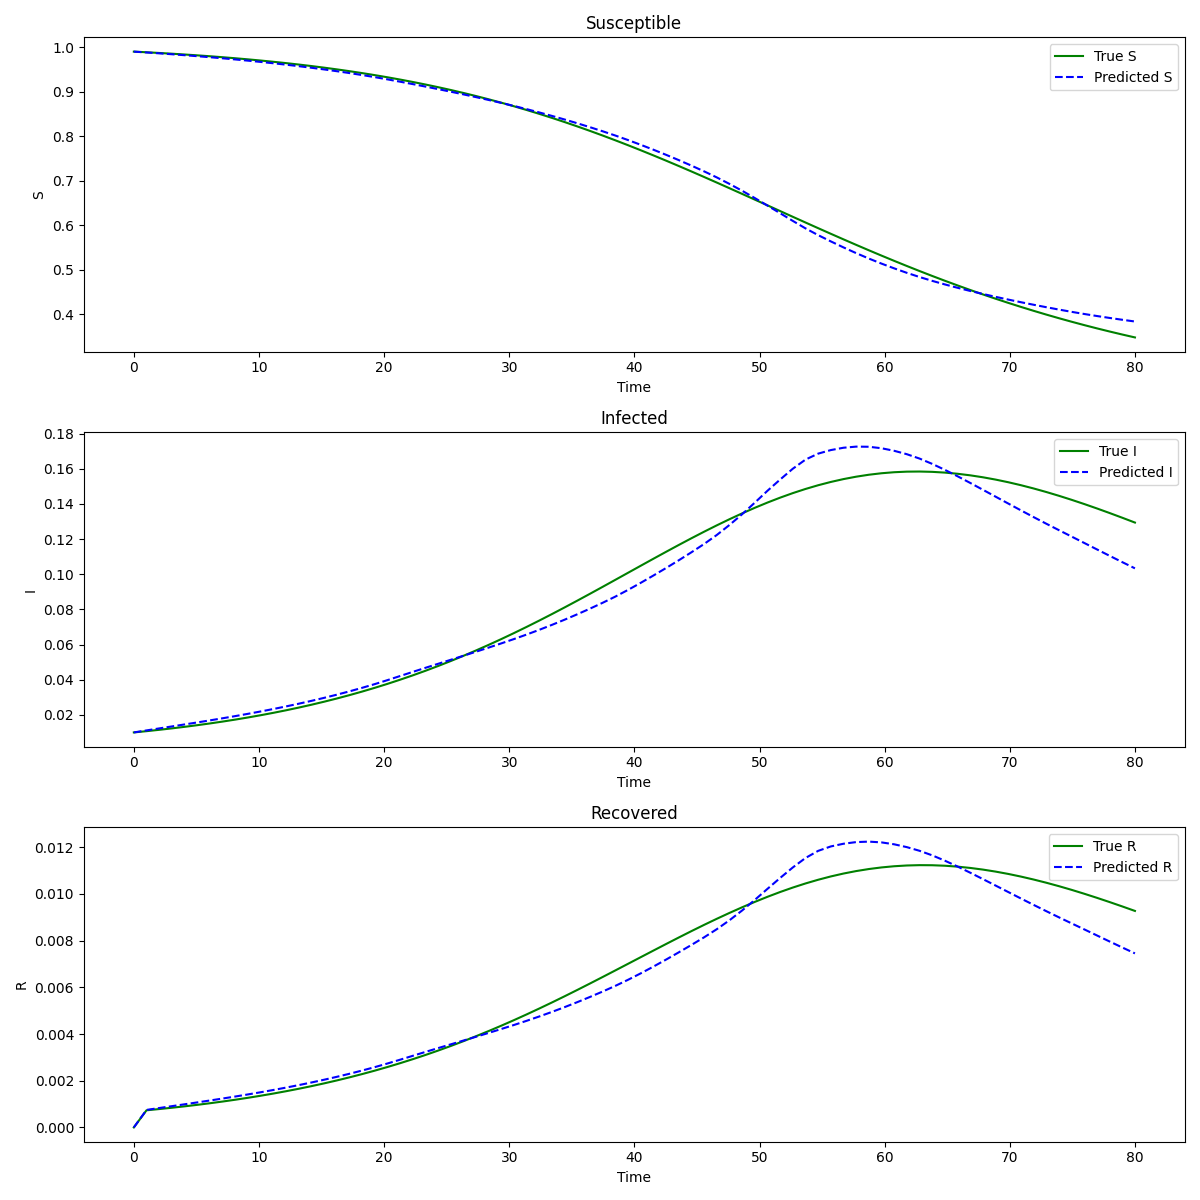 Susceptible
True S
Predicted S
1.0
0.9
0.8
0.7
0.6
0.5
0.4
S
0 10 20 30 40 50 60 70 80
Time
Infected
True I
Predicted I
0.18
0.16
0.14
0.12
0.10
0.08
0.06
0.04
0.02
I
0 10 20 30 40 50 60 70 80
Time
Recovered
True R
Predicted R
0.012
0.010
0.008
0.006
0.004
0.002
0.000
R
0 10 20 30 40 50 60 70 80
Time